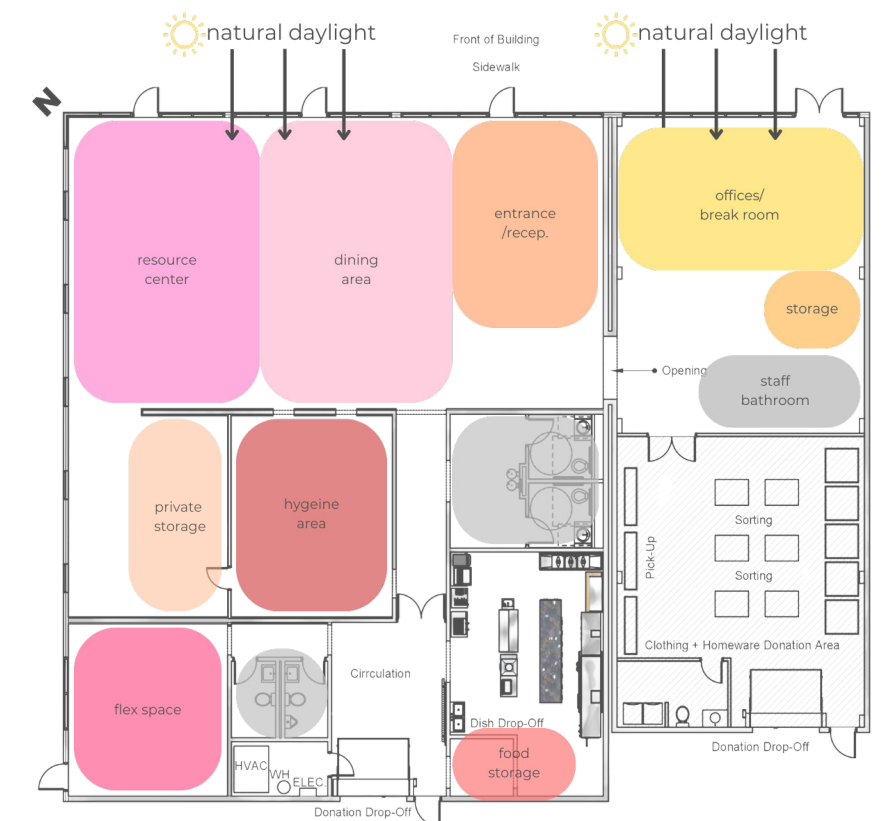 natural daylight
natural daylight
Front of Building
Sidewalk
N
resource
center
dining
area
entrance
/recep.
offices/
break room
storage
Opening
staff
bathroom
private
storage
hygeine
area
Pick-Up
Sorting
Sorting
Clothing + Homeware Donation Area
flex space
Cirrculation
Dish Drop-Off
food
storage
HVAC
WH
ELEC.
Donation Drop-Off
Donation Drop-Off